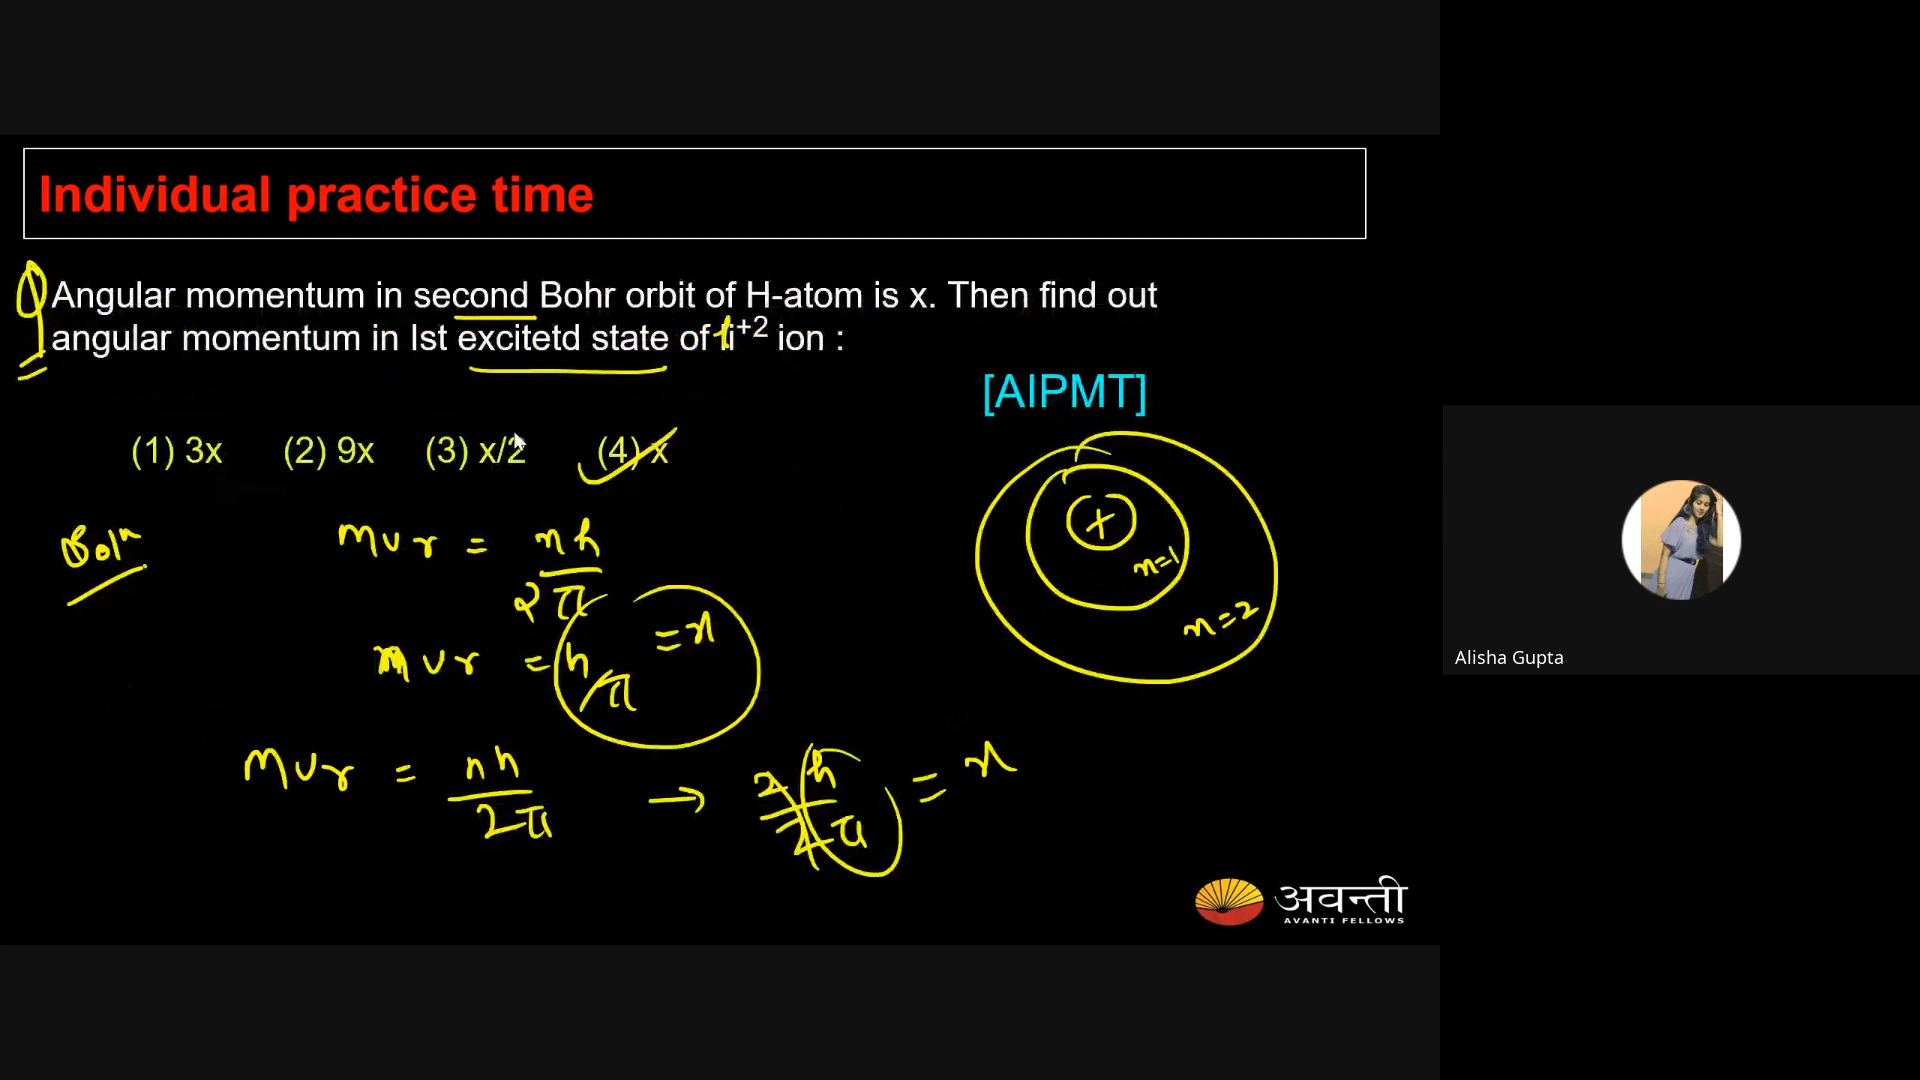 Individual practice time
Q Angular momentum in second Bohr orbit of H-atom is x. Then find out
angular momentum in Ist excitetd state of Li+2 ion :
[AIPMT]
(1) 3x (2) 9x (3) x/2 (4) x
Soln
mvr = nh/2π
mvr = h/π = x
+
n=1
n=2
mvr = nh/2π → 2h/2π = x
Alisha Gupta
अवन्ती
AVANTI FELLOWS